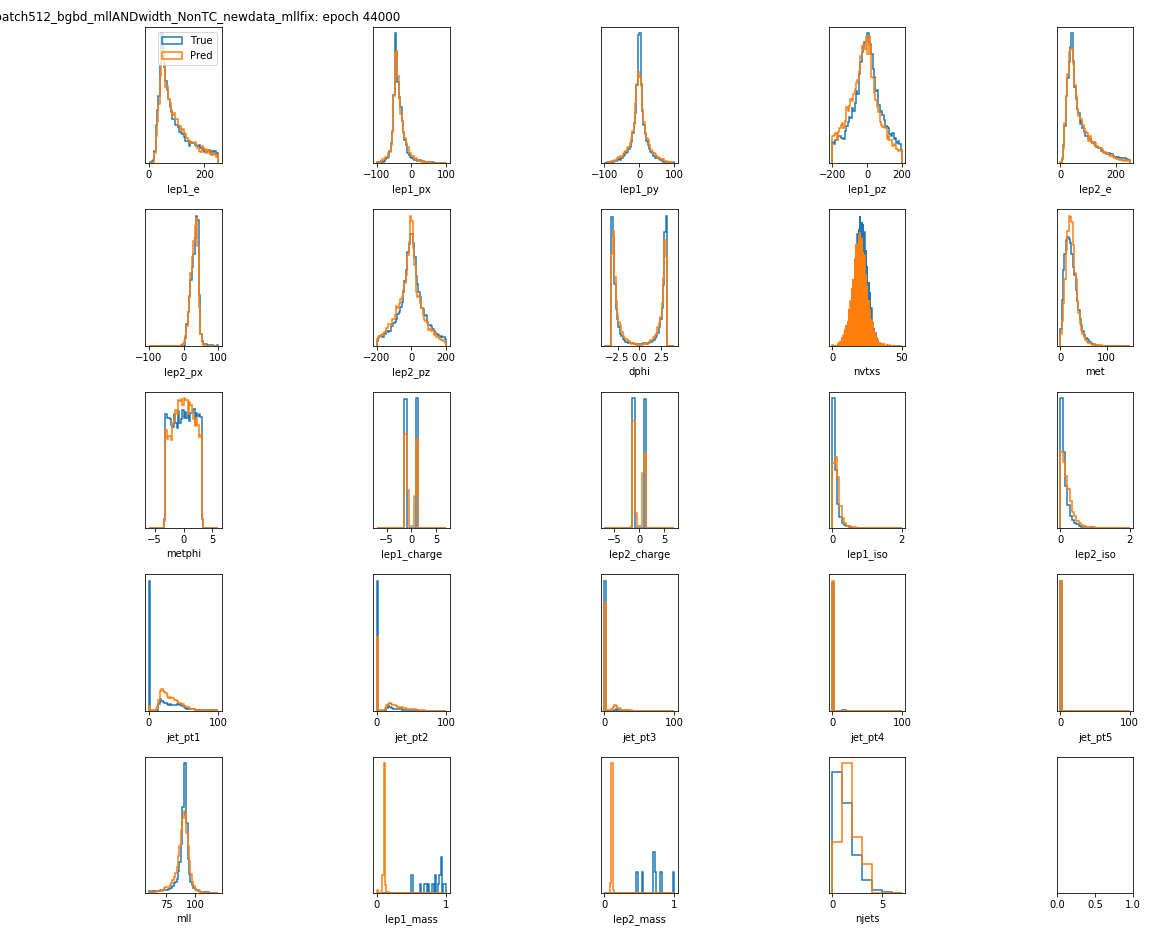 batch512_bgbd_mllANDwidth_NonTC_newdata_mllfix: epoch 44000
True
Pred
0 200
lep1_e
−100 0 100
lep1_px
−100 0 100
lep1_py
−200 0 200
lep1_pz
0 200
lep2_e
−100 0 100
lep2_px
−200 0 200
lep2_pz
−2.5 0.0 2.5
dphi
0 50
nvtxs
0 100
met
−5 0 5
metphi
−5 0 5
lep1_charge
−5 0 5
lep2_charge
0 2
lep1_iso
0 2
lep2_iso
0 100
jet_pt1
0 100
jet_pt2
0 100
jet_pt3
0 100
jet_pt4
0 100
jet_pt5
75 100
mll
0 1
lep1_mass
0 1
lep2_mass
0 5
njets
0.0 0.5 1.0